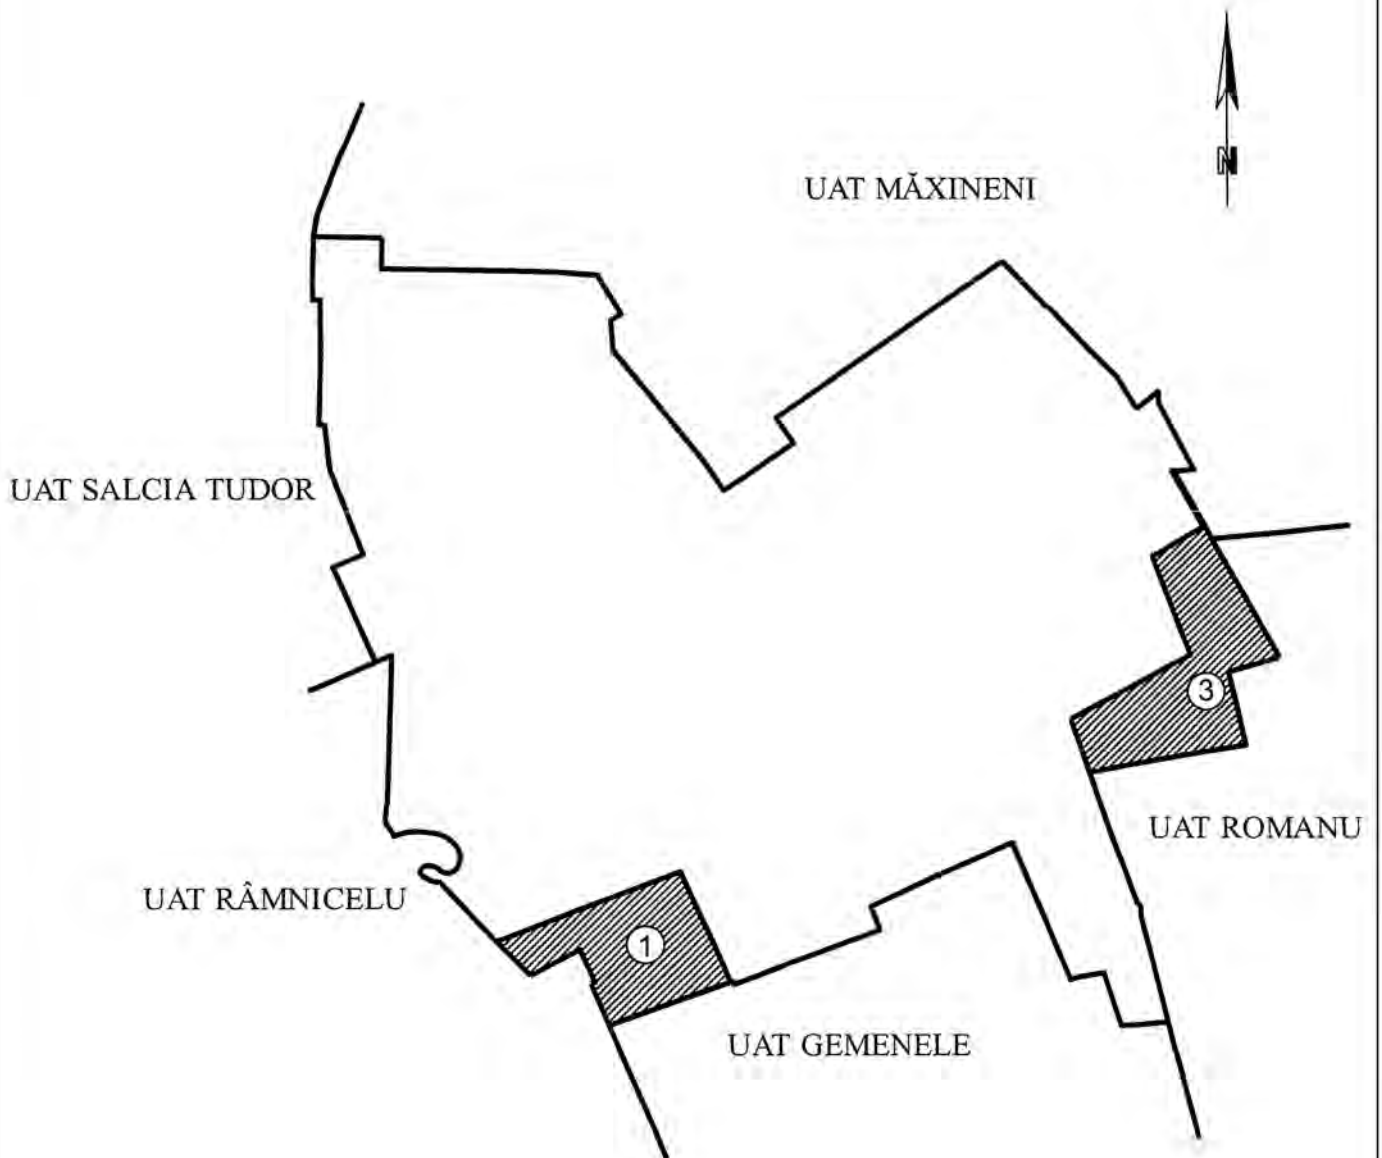 N
UAT MĂXINENI
UAT SALCIA TUDOR
3
UAT ROMANU
UAT RÂMNICELU
1
UAT GEMENELE